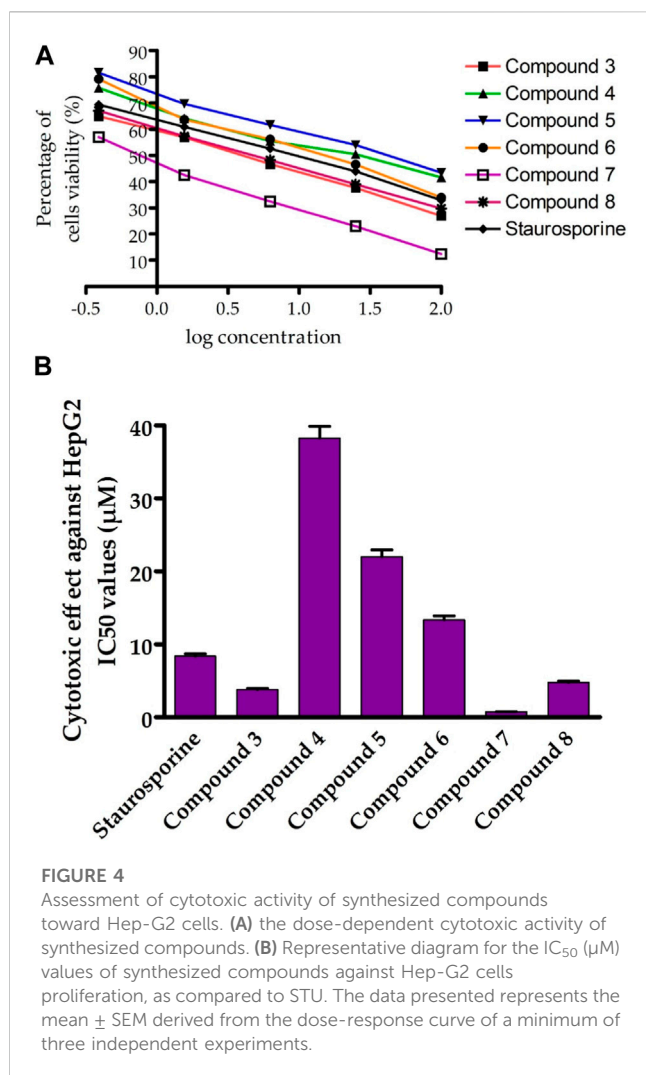 A
Percentage of
cells viability (%)
90
80
70
60
50
40
30
20
10
-0.5 0.0 0.5 1.0 1.5 2.0
log concentration
Compound 3
Compound 4
Compound 5
Compound 6
Compound 7
Compound 8
Staurosporine
B
Cytotoxic effect against HepG2
IC50 values (µM)
40
30
20
10
0
Staurosporine
Compound 3
Compound 4
Compound 5
Compound 6
Compound 7
Compound 8
FIGURE 4
Assessment of cytotoxic activity of synthesized compounds
toward Hep-G2 cells. (A) the dose-dependent cytotoxic activity of
synthesized compounds. (B) Representative diagram for the IC50 (µM)
values of synthesized compounds against Hep-G2 cells
proliferation, as compared to STU. The data presented represents the
mean ± SEM derived from the dose-response curve of a minimum of
three independent experiments.